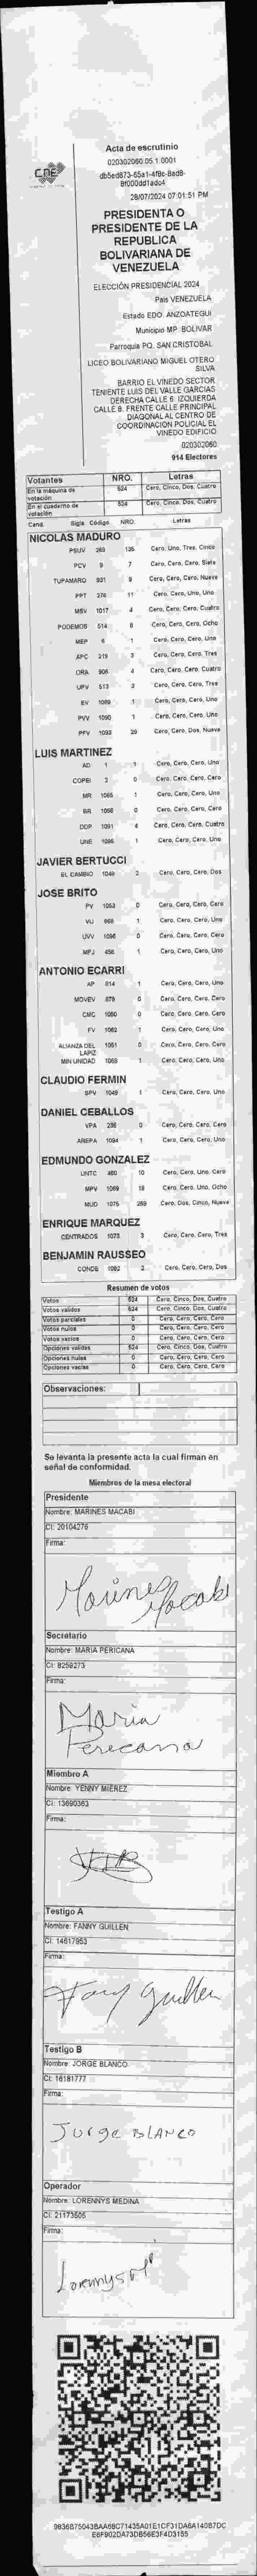 CNE
Acta de escrutinio
020302060.05.1.0001
db5ed873-65a1-4f8c-8ad8-
8f000dd1adc4
28/07/2024 07:01:51 PM
PRESIDENTA O
PRESIDENTE DE LA
REPUBLICA
BOLIVARIANA DE
VENEZUELA
ELECCIÓN PRESIDENCIAL 2024
País VENEZUELA
Estado EDO. ANZOATEGUI
Municipio MP. BOLIVAR
Parroquia PQ. SAN CRISTOBAL
LICEO BOLIVARIANO MIGUEL OTERO
SILVA
BARRIO EL VINEDO SECTOR
TENIENTE LUIS DEL VALLE GARCIAS
DERECHA CALLE 6. IZQUIERDA
CALLE 8. FRENTE CALLE PRINCIPAL
DIAGONAL AL CENTRO DE
COORDINACION POLICIAL EL
VINEDO EDIFICIO
020302060
914 Electores
Votantes NRO. Letras
En la máquina de votación 524 Cero, Cinco, Dos, Cuatro
En el cuaderno de votación 524 Cero, Cinco, Dos, Cuatro
Cand. Sigla Código NRO. Letras
NICOLAS MADURO
PSUV 269 135 Cero, Uno, Tres, Cinco
PCV 9 7 Cero, Cero, Cero, Siete
TUPAMARO 931 9 Cero, Cero, Cero, Nueve
PPT 276 11 Cero, Cero, Uno, Uno
MSV 1017 4 Cero, Cero, Cero, Cuatro
PODEMOS 514 8 Cero, Cero, Cero, Ocho
MEP 6 1 Cero, Cero, Cero, Uno
APC 219 3 Cero, Cero, Cero, Tres
ORA 906 4 Cero, Cero, Cero, Cuatro
UPV 513 3 Cero, Cero, Cero, Tres
EV 1089 1 Cero, Cero, Cero, Uno
PVV 1090 1 Cero, Cero, Cero, Uno
PFV 1093 29 Cero, Cero, Dos, Nueve
LUIS MARTINEZ
AD 1 1 Cero, Cero, Cero, Uno
COPEI 2 0 Cero, Cero, Cero, Cero
MR 1065 1 Cero, Cero, Cero, Uno
BR 1058 0 Cero, Cero, Cero, Cero
DDP 1091 4 Cero, Cero, Cero, Cuatro
UNE 1096 1 Cero, Cero, Cero, Uno
JAVIER BERTUCCI
EL CAMBIO 1048 2 Cero, Cero, Cero, Dos
JOSE BRITO
PV 1053 0 Cero, Cero, Cero, Cero
VU 968 1 Cero, Cero, Cero, Uno
UVV 1096 0 Cero, Cero, Cero, Cero
MPJ 456 1 Cero, Cero, Cero, Uno
ANTONIO ECARRI
AP 814 1 Cero, Cero, Cero, Uno
MOVEV 879 0 Cero, Cero, Cero, Cero
CMC 1080 0 Cero, Cero, Cero, Cero
FV 1062 1 Cero, Cero, Cero, Uno
ALIANZA DEL LAPIZ 1051 0 Cero, Cero, Cero, Cero
MIN UNIDAD 1069 1 Cero, Cero, Cero, Uno
CLAUDIO FERMIN
SPV 1049 1 Cero, Cero, Cero, Uno
DANIEL CEBALLOS
VPA 236 0 Cero, Cero, Cero, Cero
AREPA 1094 1 Cero, Cero, Cero, Uno
EDMUNDO GONZALEZ
UNTC 460 10 Cero, Cero, Uno, Cero
MPV 1069 18 Cero, Cero, Uno, Ocho
MUD 1075 259 Cero, Dos, Cinco, Nueve
ENRIQUE MARQUEZ
CENTRADOS 1073 3 Cero, Cero, Cero, Tres
BENJAMIN RAUSSEO
CONDE 1092 2 Cero, Cero, Cero, Dos
Resumen de votos
Votos 524 Cero, Cinco, Dos, Cuatro
Votos validos 524 Cero, Cinco, Dos, Cuatro
Votos parciales 0 Cero, Cero, Cero, Cero
Votos nulos 0 Cero, Cero, Cero, Cero
Votos vacios 0 Cero, Cero, Cero, Cero
Opciones validas 524 Cero, Cinco, Dos, Cuatro
Opciones nulas 0 Cero, Cero, Cero, Cero
Opciones vacias 0 Cero, Cero, Cero, Cero
Observaciones:
Se levanta la presente acta la cual firman en
señal de conformidad.
Miembros de la mesa electoral
Presidente
Nombre: MARINES MACABI
CI: 20104276
Firma:
Marines Macabi
Secretario
Nombre: MARIA PERICANA
CI: 8259273
Firma:
Maria
Perecana
Miembro A
Nombre: YENNY MIEREZ
CI: 13690363
Firma:
Testigo A
Nombre: FANNY GUILLEN
CI: 14617953
Firma:
Fany Guillen
Testigo B
Nombre: JORGE BLANCO
CI: 16181777
Firma:
Jorge BLANCO
Operador
Nombre: LORENNYS MEDINA
CI: 21173505
Firma:
Lorennys
9836B75043BAA68C71435A01E1CF31DA6A140B7DC
E6F902DA73DB56E3F4D3155